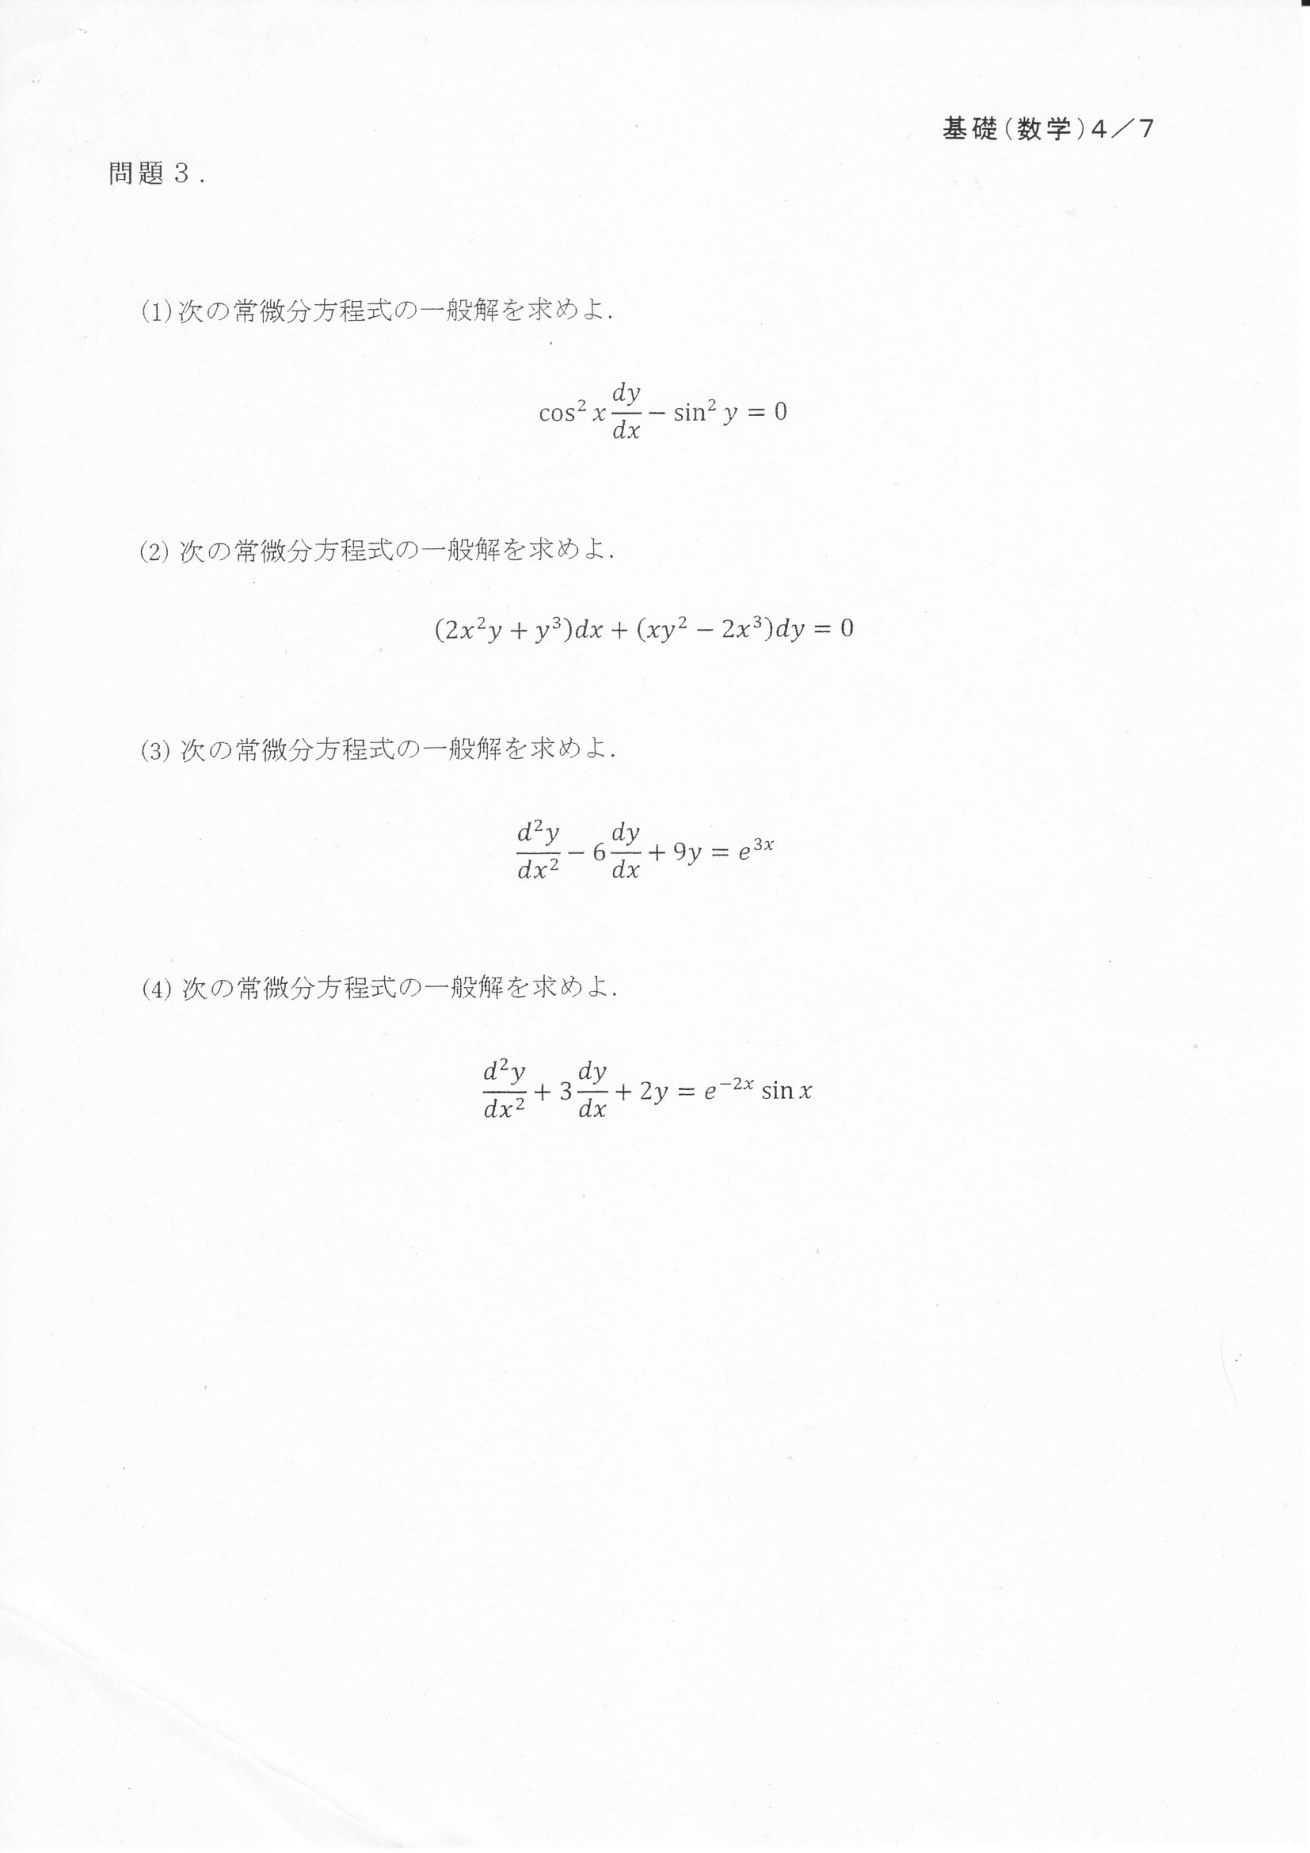 基礎(数学)4／7
問題３.
(1)次の常微分方程式の一般解を求めよ.
cos² x dy/dx − sin² y = 0
(2) 次の常微分方程式の一般解を求めよ.
(2x²y + y³)dx + (xy² − 2x³)dy = 0
(3) 次の常微分方程式の一般解を求めよ.
d²y/dx² − 6 dy/dx + 9y = e³ˣ
(4) 次の常微分方程式の一般解を求めよ.
d²y/dx² + 3 dy/dx + 2y = e⁻²ˣ sin x